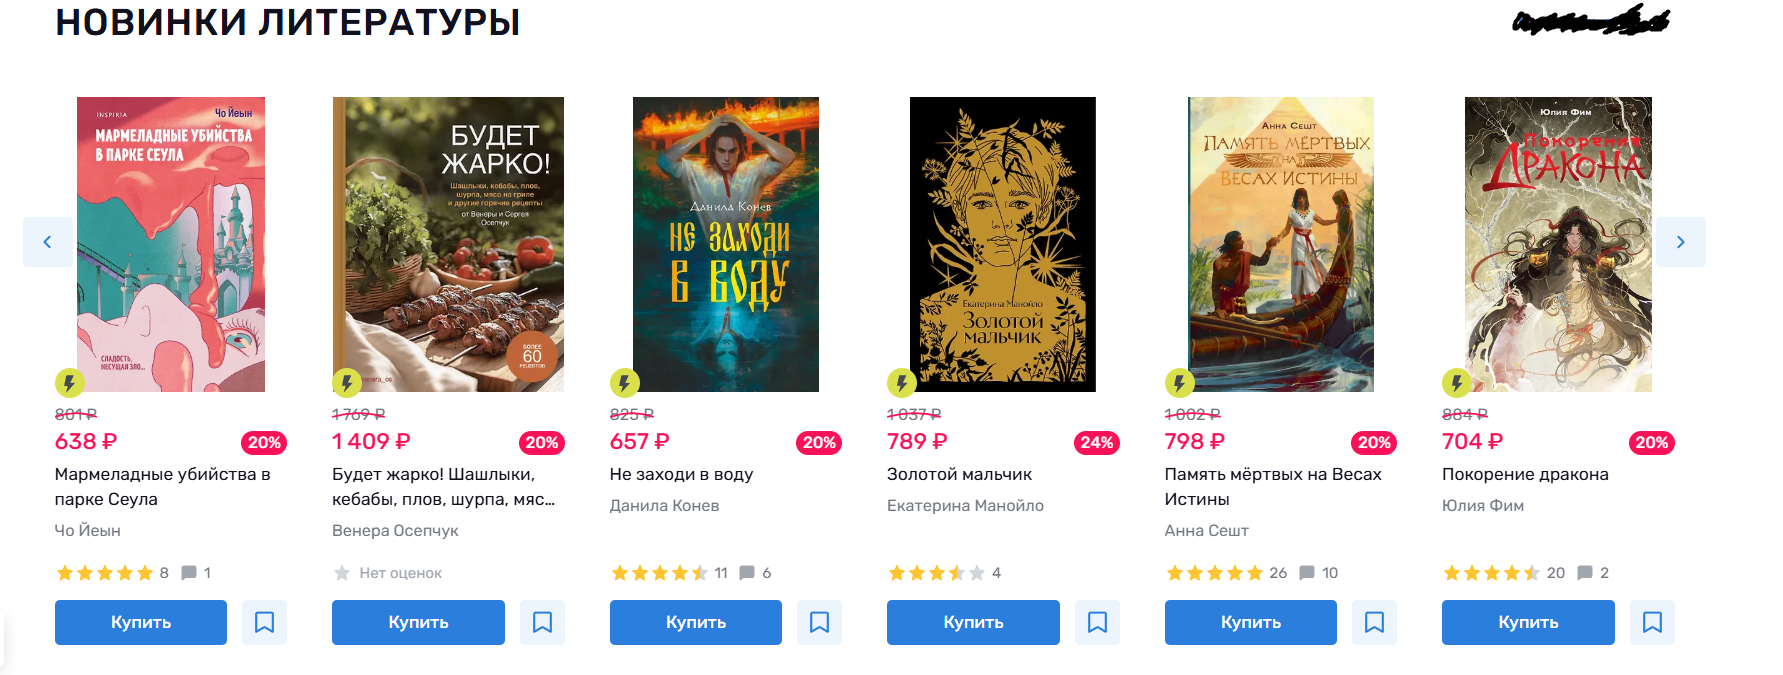 НОВИНКИ ЛИТЕРАТУРЫ
INSPIRIA
Чо Йеын
МАРМЕЛАДНЫЕ УБИЙСТВА
В ПАРКЕ СЕУЛА
СЛАДОСТЬ,
НЕСУЩАЯ ЗЛО...
801 ₽
638 ₽
20%
Мармеладные убийства в
парке Сеула
Чо Йеын
8
1
Купить
БУДЕТ
ЖАРКО!
Шашлыки, кебабы, плов,
шурпа, мясо на гриле
и другие горячие рецепты
от Венеры и Сергея
Осепчук
БОЛЕЕ
60
РЕЦЕПТОВ
venera_os
1 769 ₽
1 409 ₽
20%
Будет жарко! Шашлыки,
кебабы, плов, шурпа, мяс...
Венера Осепчук
Нет оценок
Купить
Данила Конев
НЕ ЗАХОДИ
В ВОДУ
825 ₽
657 ₽
20%
Не заходи в воду
Данила Конев
11
6
Купить
Екатерина Манойло
Золотой
мальчик
1 037 ₽
789 ₽
24%
Золотой мальчик
Екатерина Манойло
4
Купить
Анна Сешт
ПАМЯТЬ МЁРТВЫХ
НА
ВЕСАХ ИСТИНЫ
1 002 ₽
798 ₽
20%
Память мёртвых на Весах
Истины
Анна Сешт
26
10
Купить
Юлия Фим
Покорение
ДРАКОНА
884 ₽
704 ₽
20%
Покорение дракона
Юлия Фим
20
2
Купить